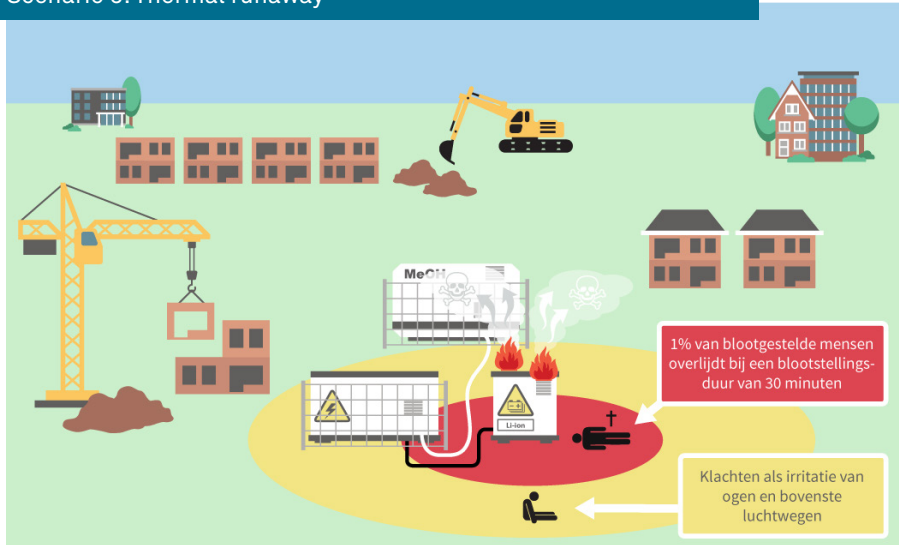 Scenario 3: Thermal runaway
MeOH
Li-ion
1% van blootgestelde mensen
overlijdt bij een blootstellings-
duur van 30 minuten
Klachten als irritatie van
ogen en bovenste
luchtwegen